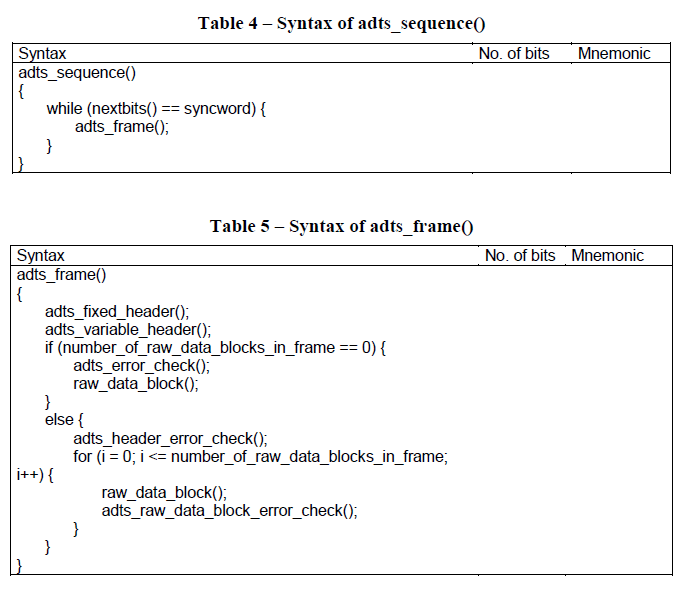 Table 4 – Syntax of adts_sequence()
Syntax No. of bits Mnemonic
adts_sequence()
{
while (nextbits() == syncword) {
adts_frame();
}
}
Table 5 – Syntax of adts_frame()
Syntax No. of bits Mnemonic
adts_frame()
{
adts_fixed_header();
adts_variable_header();
if (number_of_raw_data_blocks_in_frame == 0) {
adts_error_check();
raw_data_block();
}
else {
adts_header_error_check();
for (i = 0; i <= number_of_raw_data_blocks_in_frame;
i++) {
raw_data_block();
adts_raw_data_block_error_check();
}
}
}